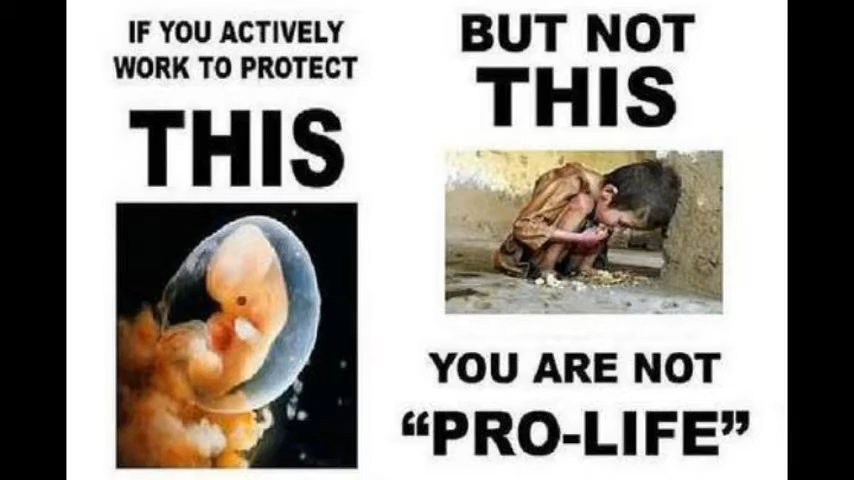 IF YOU ACTIVELY
WORK TO PROTECT
THIS
BUT NOT
THIS
YOU ARE NOT
“PRO-LIFE”